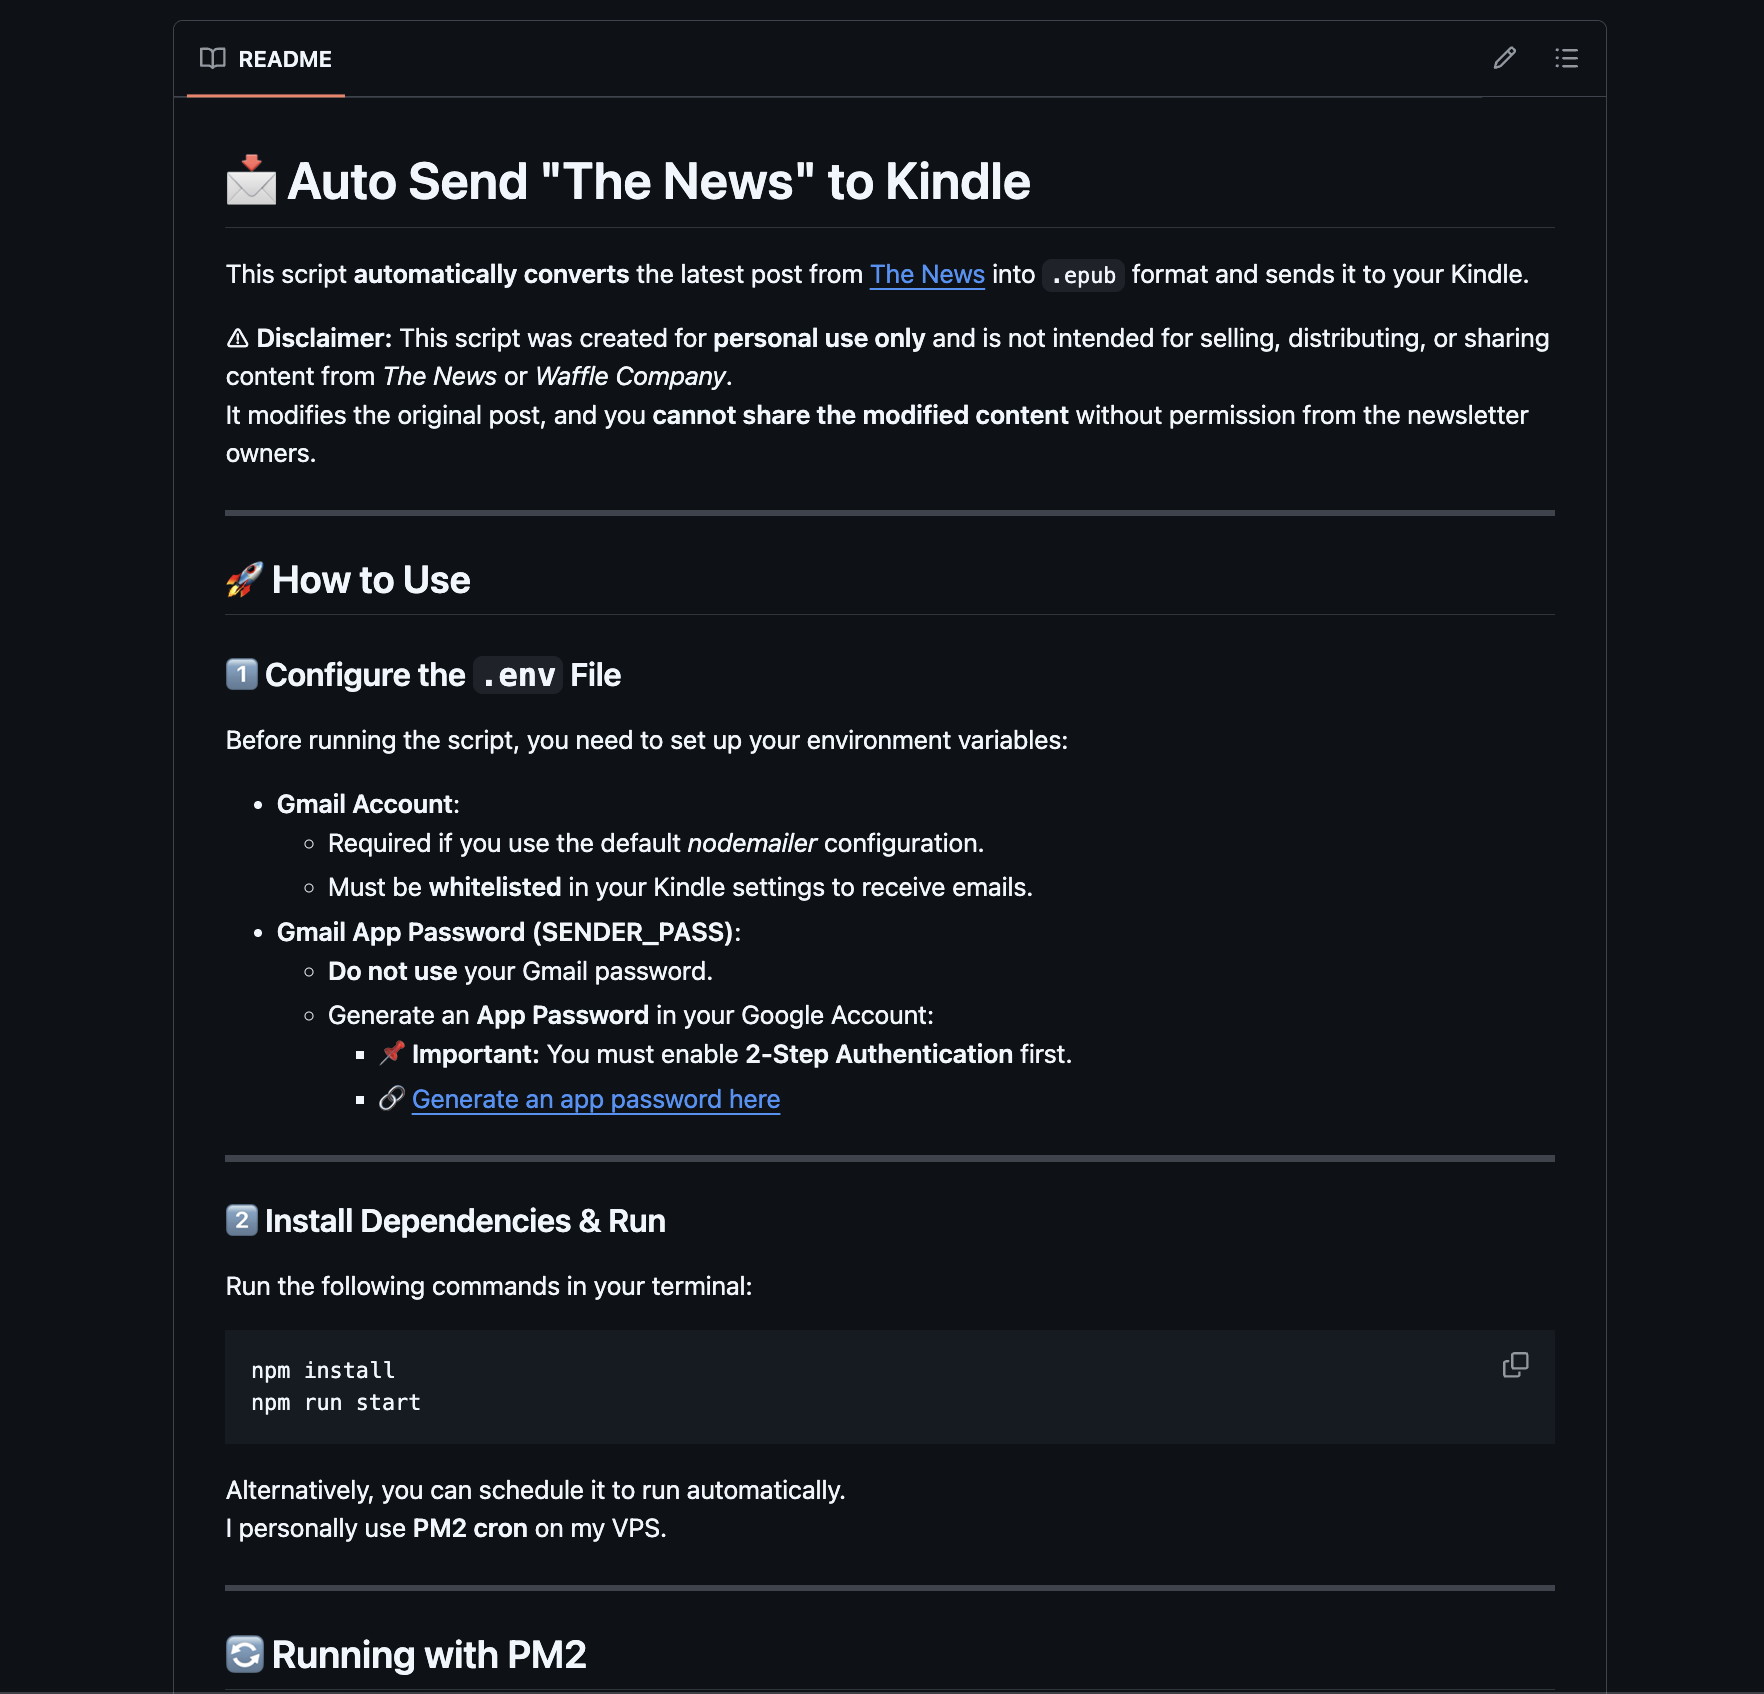 README
Auto Send "The News" to Kindle
This script automatically converts the latest post from The News into .epub format and sends it to your Kindle.
⚠ Disclaimer: This script was created for personal use only and is not intended for selling, distributing, or sharing
content from The News or Waffle Company.
It modifies the original post, and you cannot share the modified content without permission from the newsletter
owners.
How to Use
1 Configure the .env File
Before running the script, you need to set up your environment variables:
Gmail Account:
Required if you use the default nodemailer configuration.
Must be whitelisted in your Kindle settings to receive emails.
Gmail App Password (SENDER_PASS):
Do not use your Gmail password.
Generate an App Password in your Google Account:
Important: You must enable 2-Step Authentication first.
Generate an app password here
2 Install Dependencies & Run
Run the following commands in your terminal:
npm install
npm run start
Alternatively, you can schedule it to run automatically.
I personally use PM2 cron on my VPS.
Running with PM2